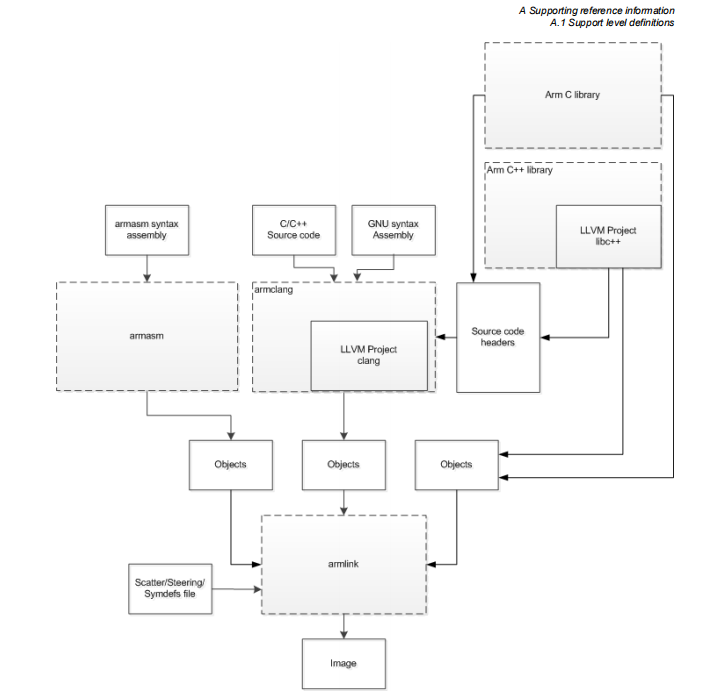 A Supporting reference information
A.1 Support level definitions
Arm C library
Arm C++ library
LLVM Project
libc++
armasm syntax
assembly
C/C++
Source code
GNU syntax
Assembly
armasm
armclang
LLVM Project
clang
Source code
headers
Objects
Objects
Objects
armlink
Scatter/Steering/
Symdefs file
Image